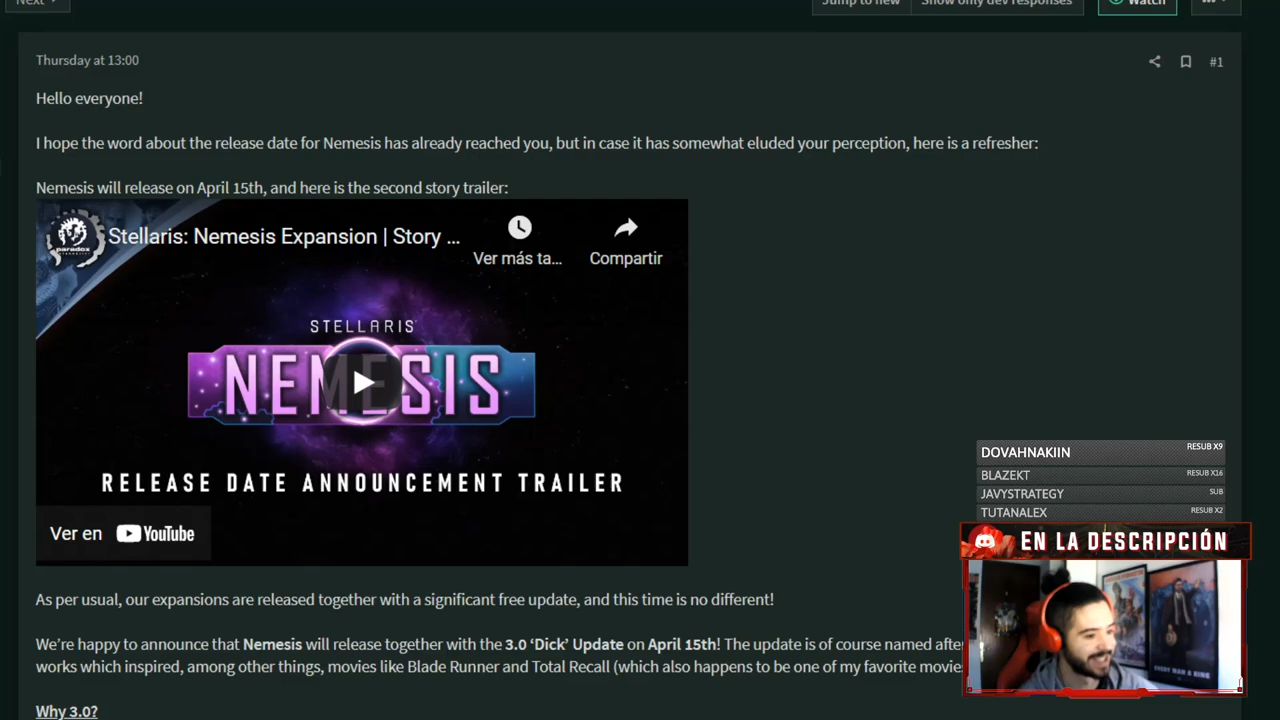 Next
Jump to new
Show only dev responses
Watch
Thursday at 13:00
#1
Hello everyone!
I hope the word about the release date for Nemesis has already reached you, but in case it has somewhat eluded your perception, here is a refresher:
Nemesis will release on April 15th, and here is the second story trailer:
paradox
Stellaris: Nemesis Expansion | Story ...
Ver más ta...
Compartir
STELLARIS
NEMESIS
RELEASE DATE ANNOUNCEMENT TRAILER
Ver en YouTube
DOVAHNAKIIN RESUB X9
BLAZEKT RESUB X16
JAVYSTRATEGY SUB
TUTANALEX RESUB X2
EN LA DESCRIPCIÓN
EVERY MAN A KING
As per usual, our expansions are released together with a significant free update, and this time is no different!
We’re happy to announce that Nemesis will release together with the 3.0 ‘Dick’ Update on April 15th! The update is of course named after
works which inspired, among other things, movies like Blade Runner and Total Recall (which also happens to be one of my favorite movie
Why 3.0?